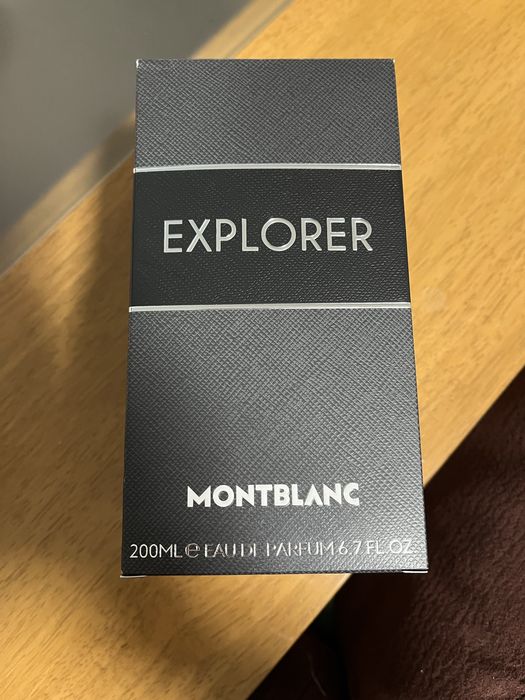 EXPLORER
MONTBLANC
200ML ℮ EAU DE PARFUM 6.7 FL.OZ.